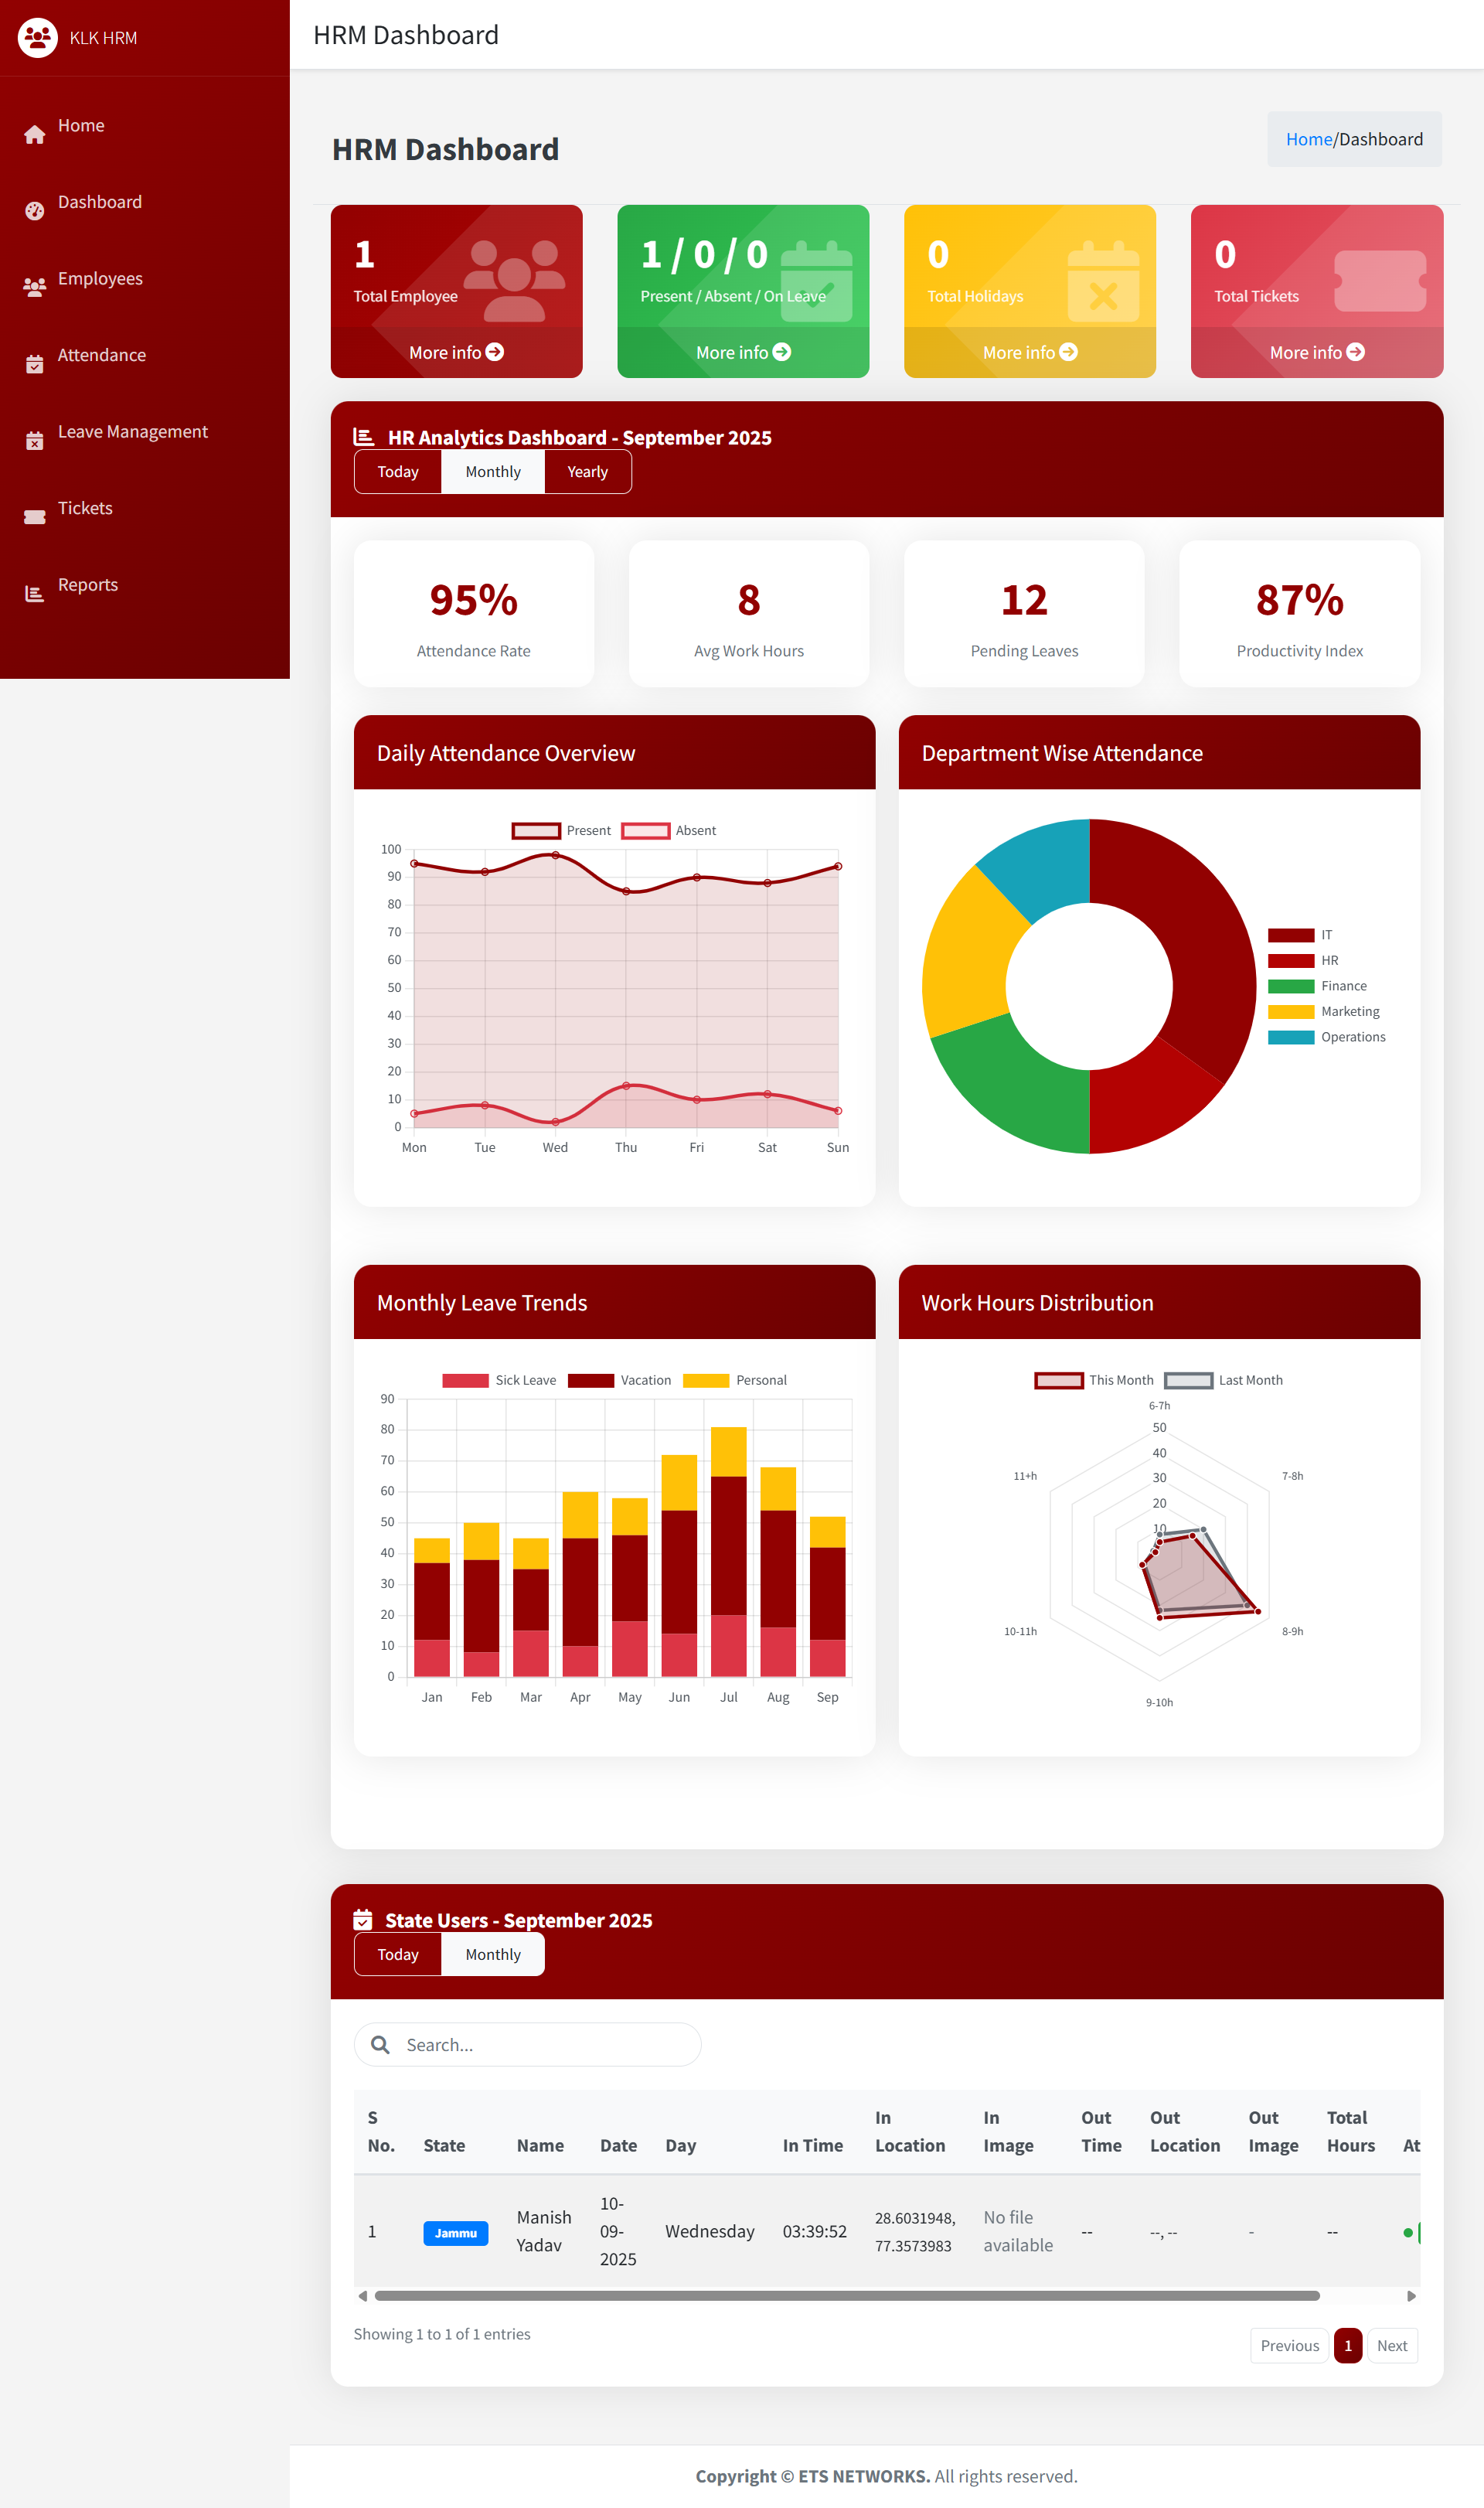 KLK HRM
HRM Dashboard
Home
Dashboard
Employees
Attendance
Leave Management
Tickets
Reports
HRM Dashboard
Home/Dashboard
1
Total Employee
More info
1 / 0 / 0
Present / Absent / On Leave
More info
0
Total Holidays
More info
0
Total Tickets
More info
HR Analytics Dashboard - September 2025
Today Monthly Yearly
95%
Attendance Rate
8
Avg Work Hours
12
Pending Leaves
87%
Productivity Index
Daily Attendance Overview
Present Absent
100
90
80
70
60
50
40
30
20
10
0
Mon Tue Wed Thu Fri Sat Sun
Department Wise Attendance
IT
HR
Finance
Marketing
Operations
Monthly Leave Trends
Sick Leave Vacation Personal
90
80
70
60
50
40
30
20
10
0
Jan Feb Mar Apr May Jun Jul Aug Sep
Work Hours Distribution
This Month Last Month
6-7h
50
40
30
20
10
7-8h
8-9h
9-10h
10-11h
11+h
State Users - September 2025
Today Monthly
Search...
S No. State Name Date Day In Time In Location In Image Out Time Out Location Out Image Total Hours At
1 Jammu Manish Yadav 10-09-2025 Wednesday 03:39:52 28.6031948, 77.3573983 No file available -- --, -- - --
Showing 1 to 1 of 1 entries
Previous 1 Next
Copyright © ETS NETWORKS. All rights reserved.